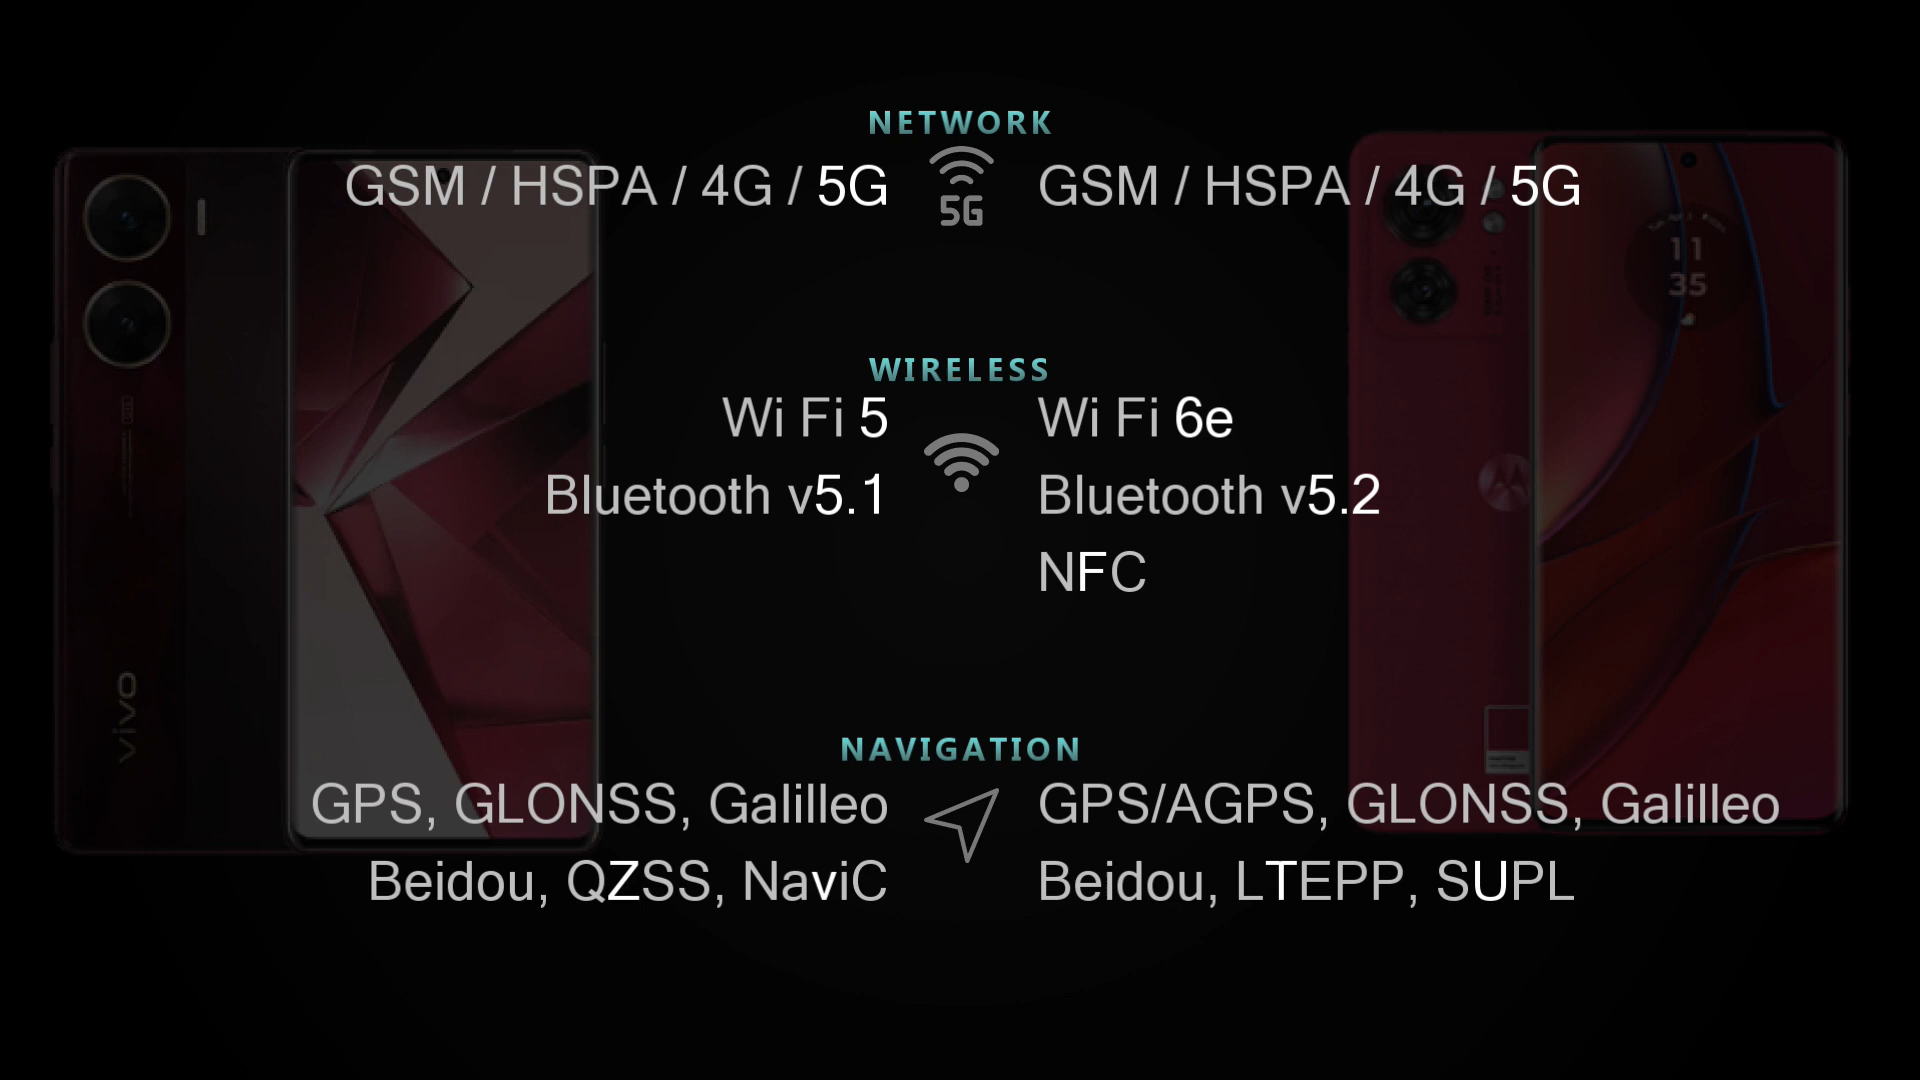 NETWORK
GSM / HSPA / 4G / 5G
5G
GSM / HSPA / 4G / 5G
WIRELESS
Wi Fi 5
Bluetooth v5.1
Wi Fi 6e
Bluetooth v5.2
NFC
NAVIGATION
GPS, GLONSS, Galilleo
Beidou, QZSS, NaviC
GPS/AGPS, GLONSS, Galilleo
Beidou, LTEPP, SUPL
vivo
11
35